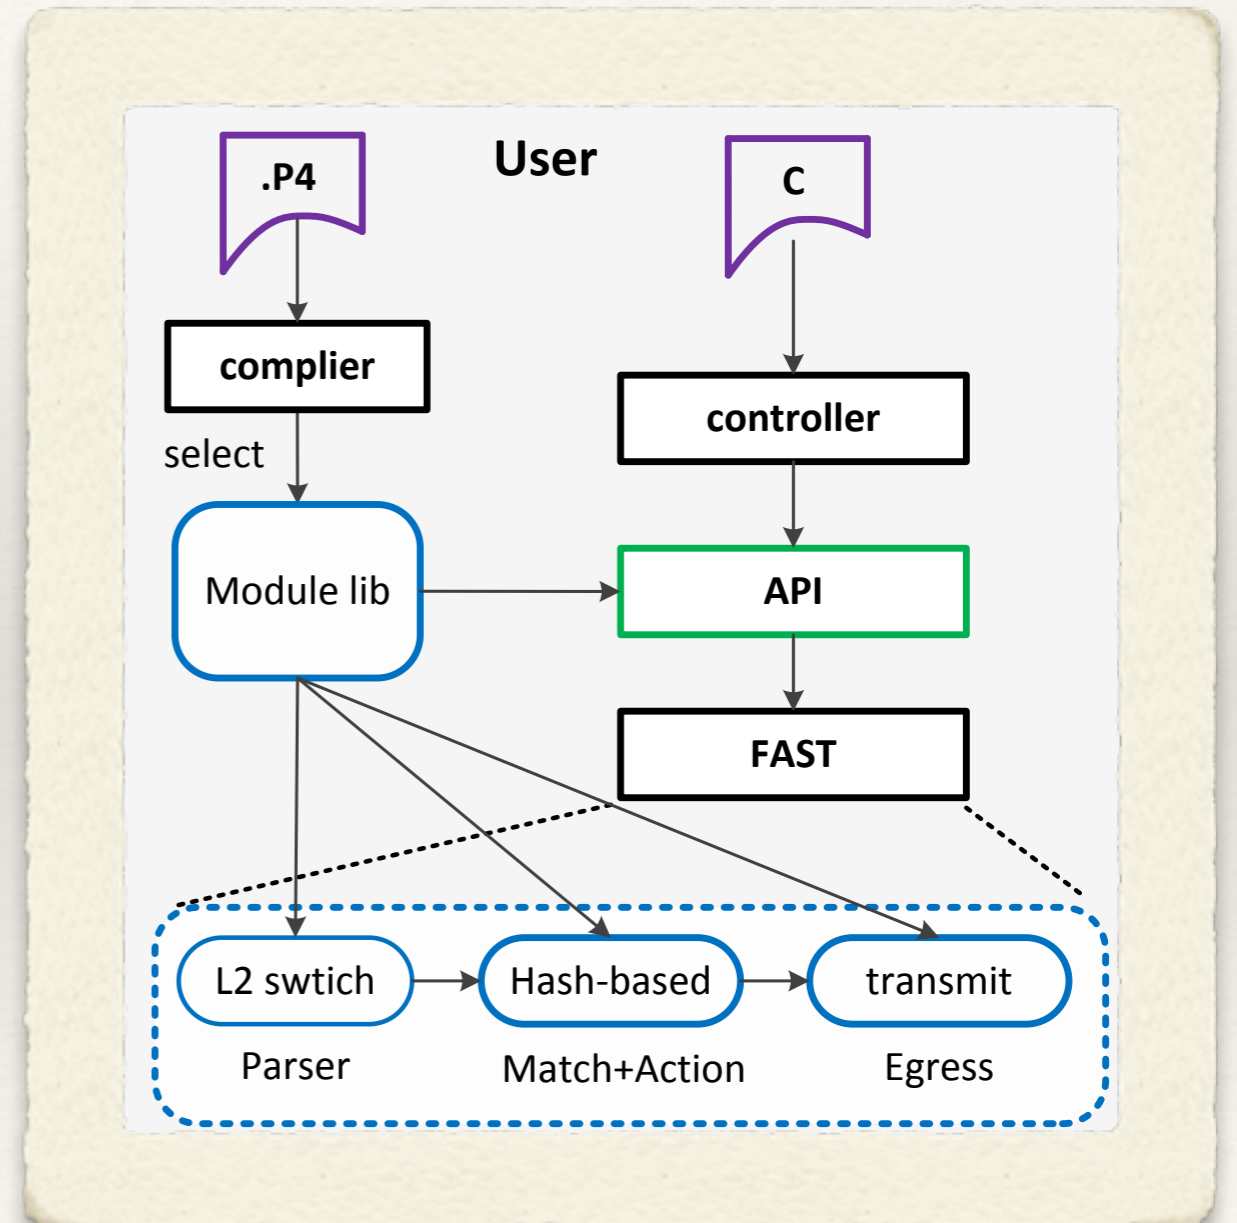 User
.P4
C
complier
controller
select
Module lib
API
FAST
L2 swtich
Hash-based
transmit
Parser
Match+Action
Egress